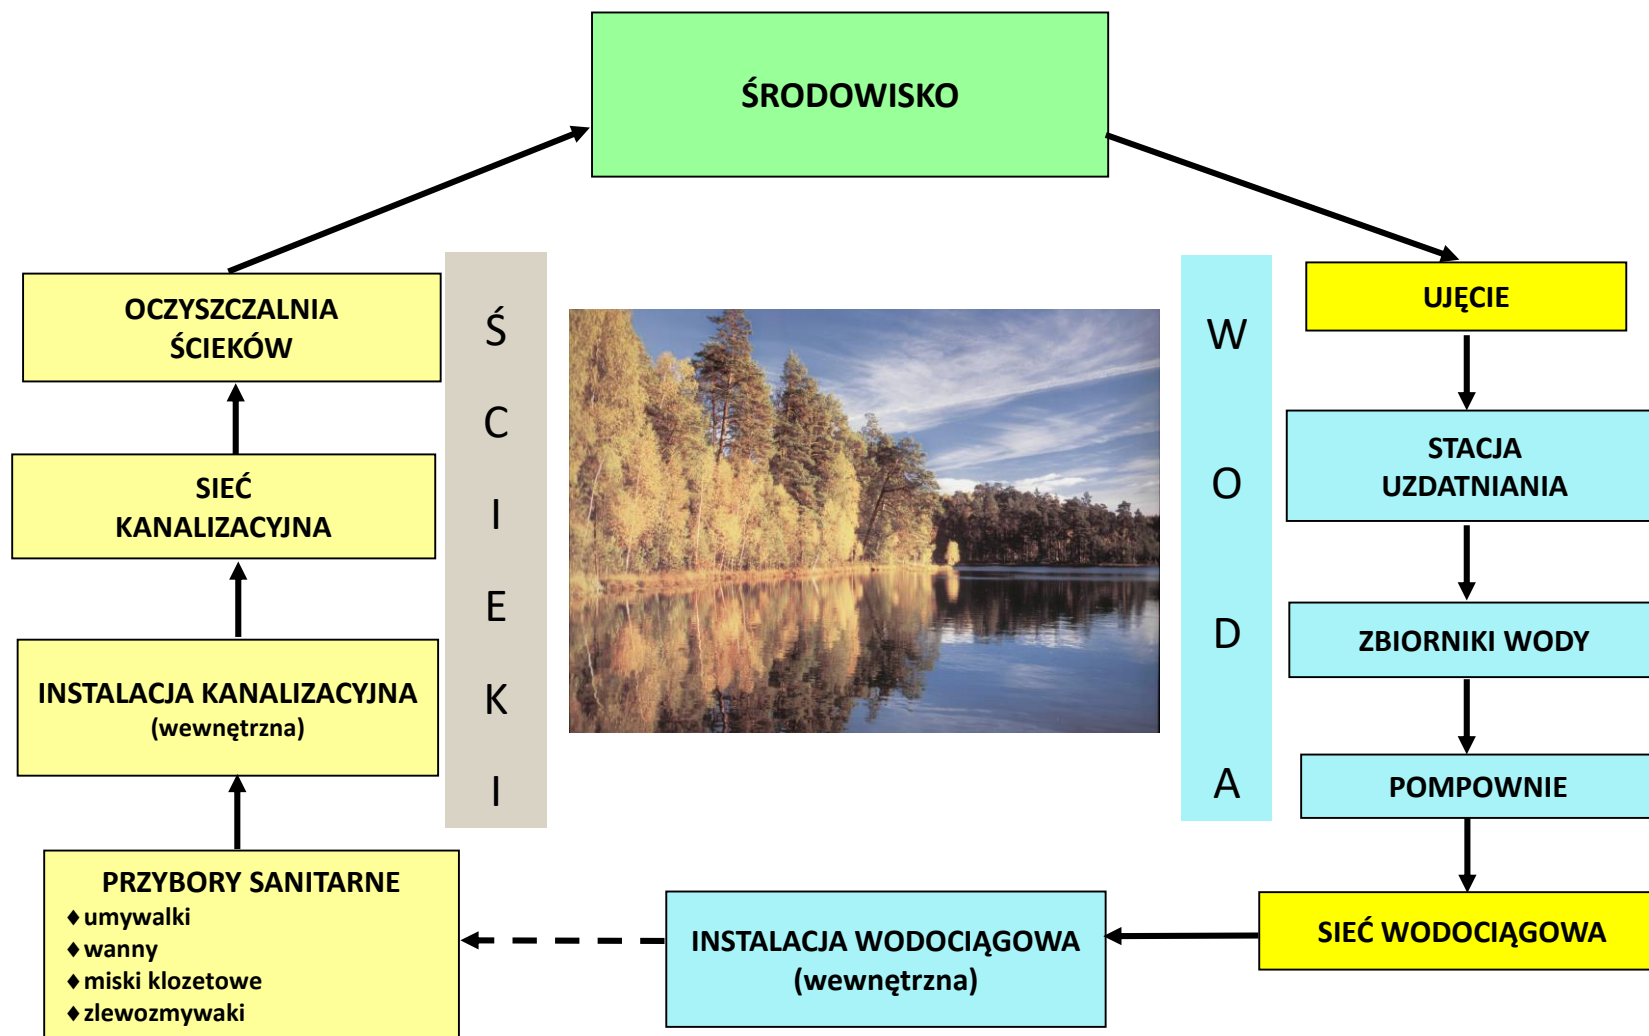 ŚRODOWISKO
OCZYSZCZALNIA
ŚCIEKÓW
SIEĆ
KANALIZACYJNA
INSTALACJA KANALIZACYJNA
(wewnętrzna)
PRZYBORY SANITARNE
♦umywalki
♦wanny
♦miski klozetowe
♦zlewozmywaki
Ś
C
I
E
K
I
W
O
D
A
UJĘCIE
STACJA
UZDATNIANIA
ZBIORNIKI WODY
POMPOWNIE
SIEĆ WODOCIĄGOWA
INSTALACJA WODOCIĄGOWA
(wewnętrzna)